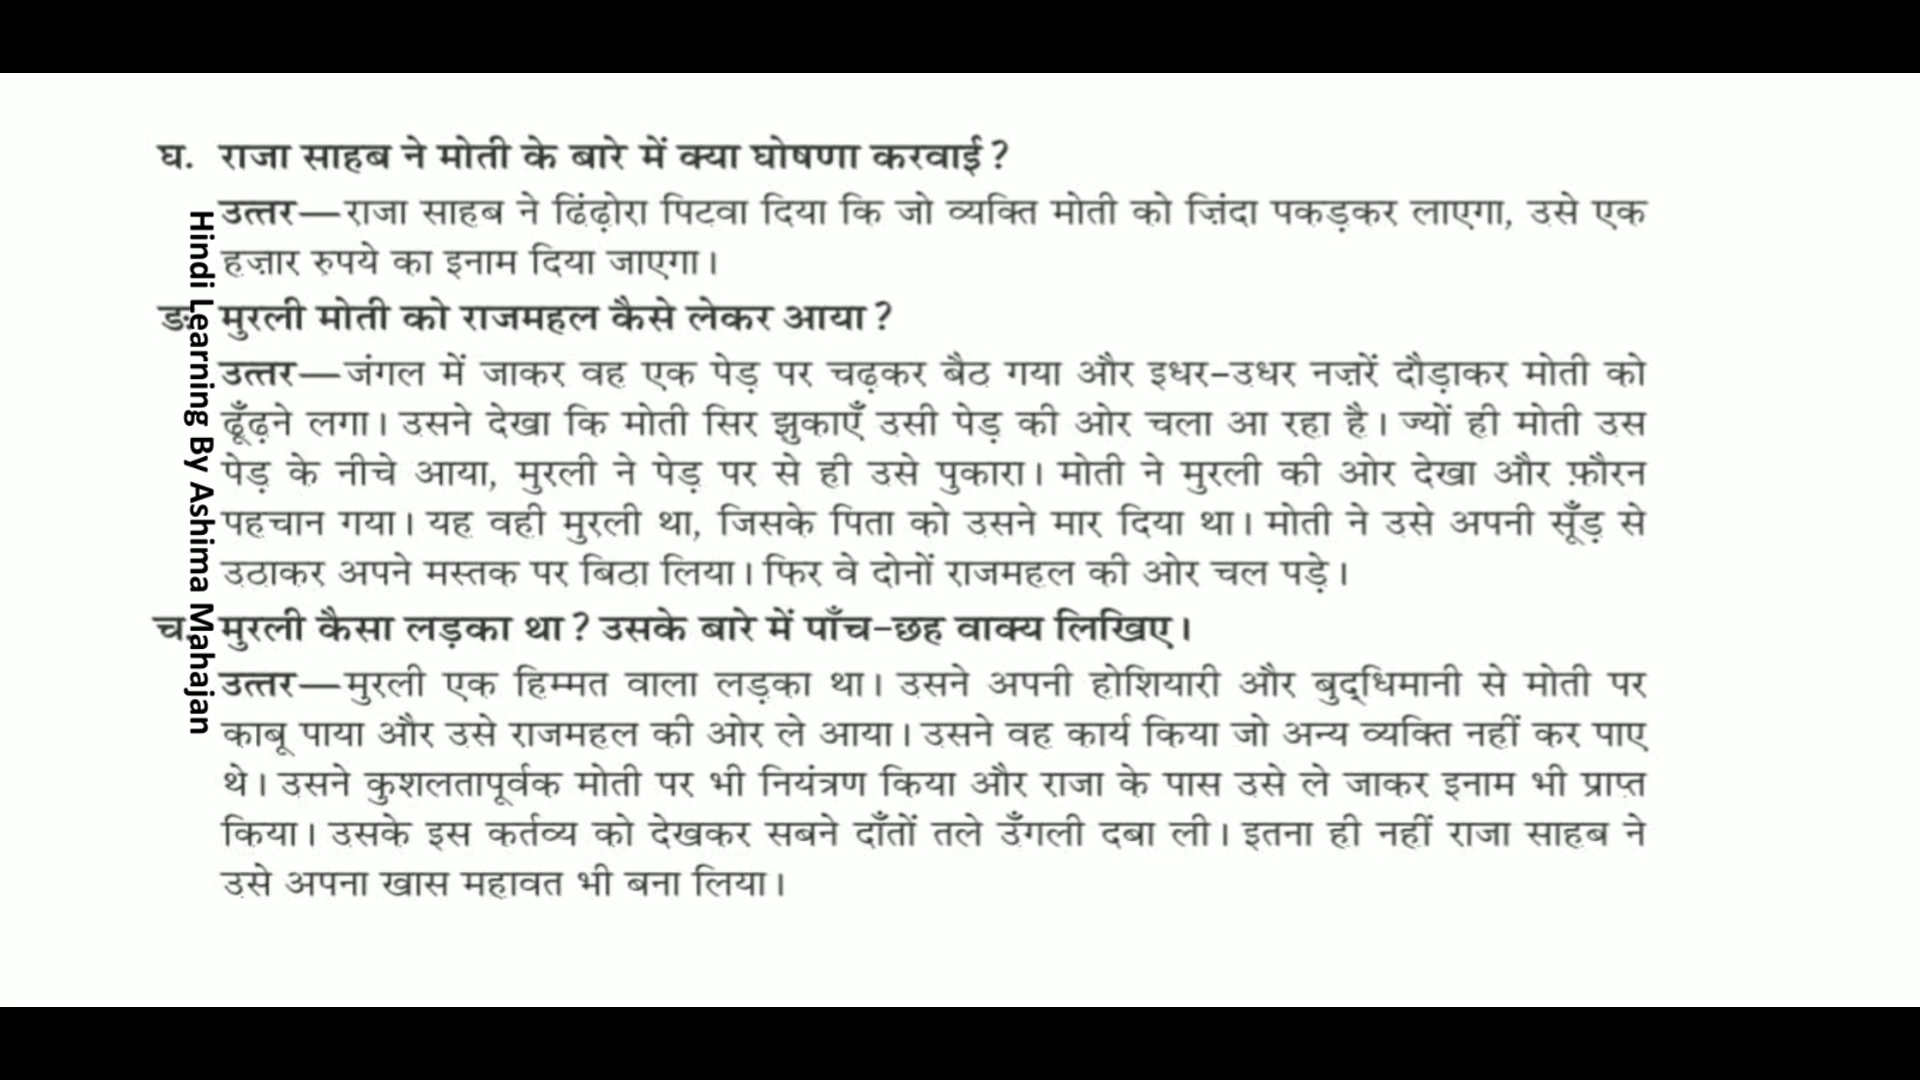 घ. राजा साहब ने मोती के बारे में क्या घोषणा करवाई?
उत्तर—राजा साहब ने ढिंढ़ोरा पिटवा दिया कि जो व्यक्ति मोती को ज़िंदा पकड़कर लाएगा, उसे एक
हज़ार रुपये का इनाम दिया जाएगा।
ङ. मुरली मोती को राजमहल कैसे लेकर आया?
उत्तर—जंगल में जाकर वह एक पेड़ पर चढ़कर बैठ गया और इधर-उधर नज़रें दौड़ाकर मोती को
ढूँढ़ने लगा। उसने देखा कि मोती सिर झुकाएँ उसी पेड़ की ओर चला आ रहा है। ज्यों ही मोती उस
पेड़ के नीचे आया, मुरली ने पेड़ पर से ही उसे पुकारा। मोती ने मुरली की ओर देखा और फ़ौरन
पहचान गया। यह वही मुरली था, जिसके पिता को उसने मार दिया था। मोती ने उसे अपनी सूँड़ से
उठाकर अपने मस्तक पर बिठा लिया। फिर वे दोनों राजमहल की ओर चल पड़े।
च. मुरली कैसा लड़का था? उसके बारे में पाँच-छह वाक्य लिखिए।
उत्तर—मुरली एक हिम्मत वाला लड़का था। उसने अपनी होशियारी और बुद्‌धिमानी से मोती पर
काबू पाया और उसे राजमहल की ओर ले आया। उसने वह कार्य किया जो अन्य व्यक्ति नहीं कर पाए
थे। उसने कुशलतापूर्वक मोती पर भी नियंत्रण किया और राजा के पास उसे ले जाकर इनाम भी प्राप्त
किया। उसके इस कर्तव्य को देखकर सबने दाँतों तले उँगली दबा ली। इतना ही नहीं राजा साहब ने
उसे अपना खास महावत भी बना लिया।
Hindi Learning By Ashima Mahajan